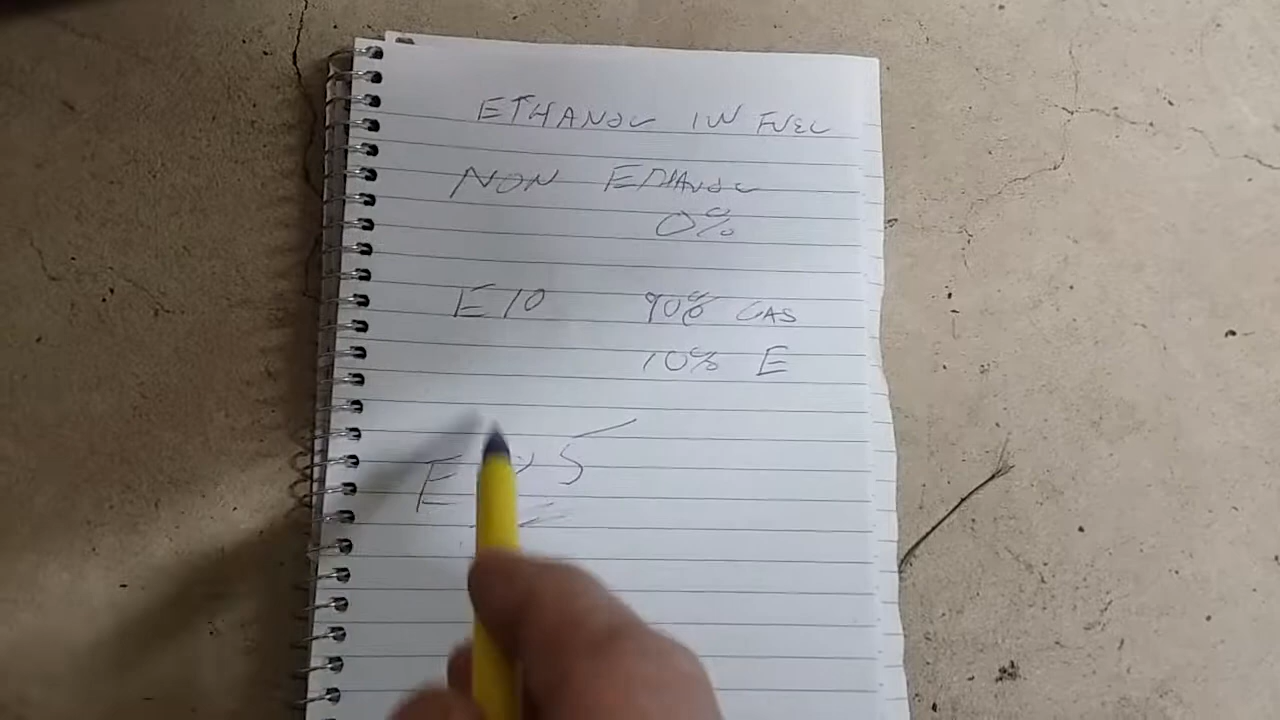 ETHANOL IN FUEL
NON ETHANOL
0%
E10 90% GAS
10% E